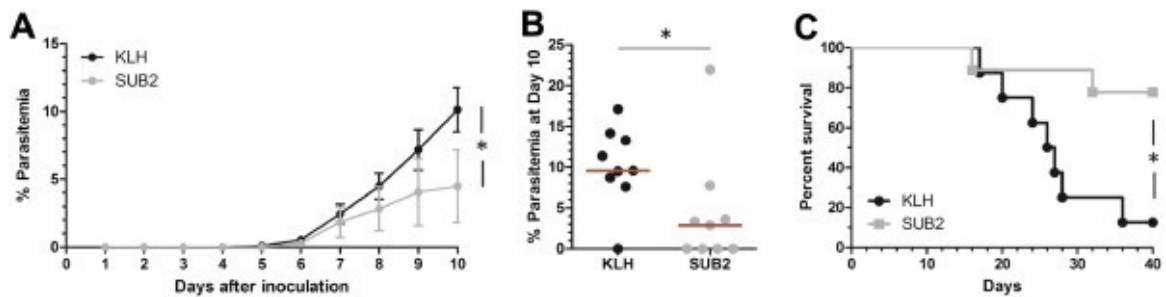 A
15
10
5
0
% Parasitemia
KLH
SUB2
*
0 1 2 3 4 5 6 7 8 9 10
Days after inoculation
B
25
20
15
10
5
0
% Parasitemia at Day 10
*
KLH SUB2
C
100
80
60
40
20
0
Percent survival
*
KLH
SUB2
0 10 20 30 40
Days